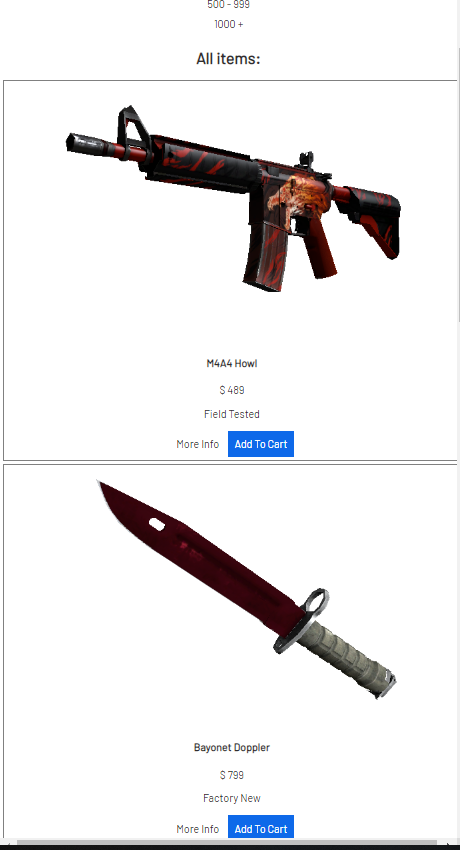 500 - 999
1000 +
All items:
M4A4 Howl
$ 489
Field Tested
More Info Add To Cart
Bayonet Doppler
$ 799
Factory New
More Info Add To Cart